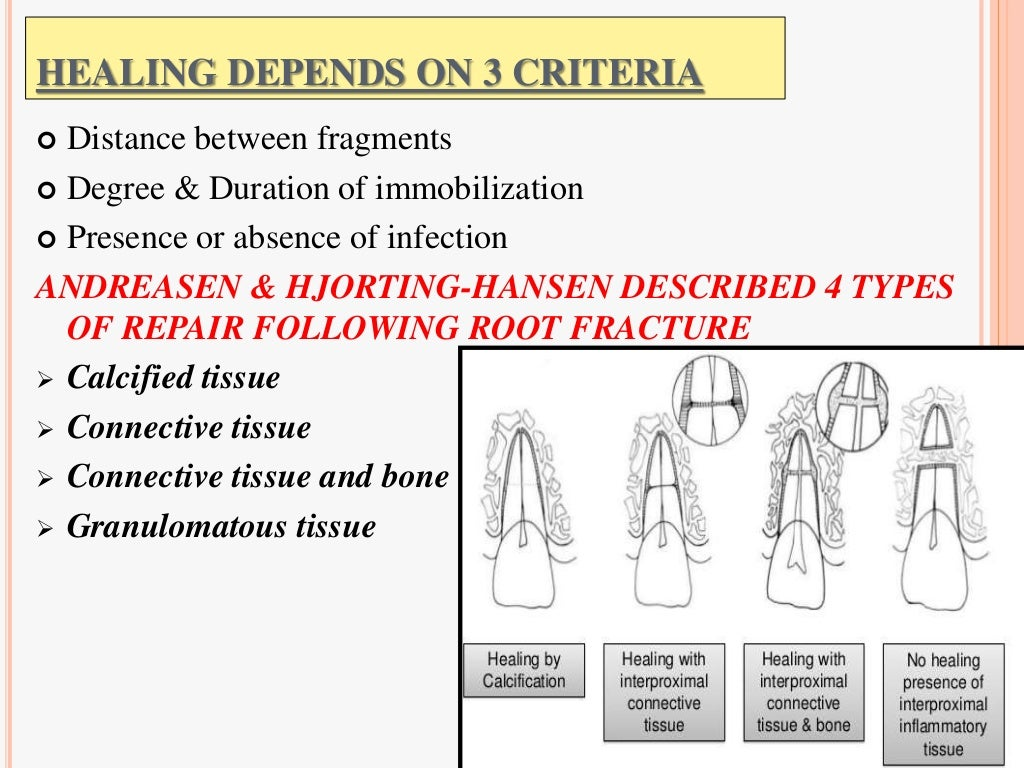 HEALING DEPENDS ON 3 CRITERIA
Distance between fragments
Degree & Duration of immobilization
Presence or absence of infection
ANDREASEN & HJORTING-HANSEN DESCRIBED 4 TYPES
OF REPAIR FOLLOWING ROOT FRACTURE
Calcified tissue
Connective tissue
Connective tissue and bone
Granulomatous tissue
Healing by
Calcification
Healing with
interproximal
connective
tissue
Healing with
interproximal
connective
tissue & bone
No healing
presence of
interproximal
inflammatory
tissue